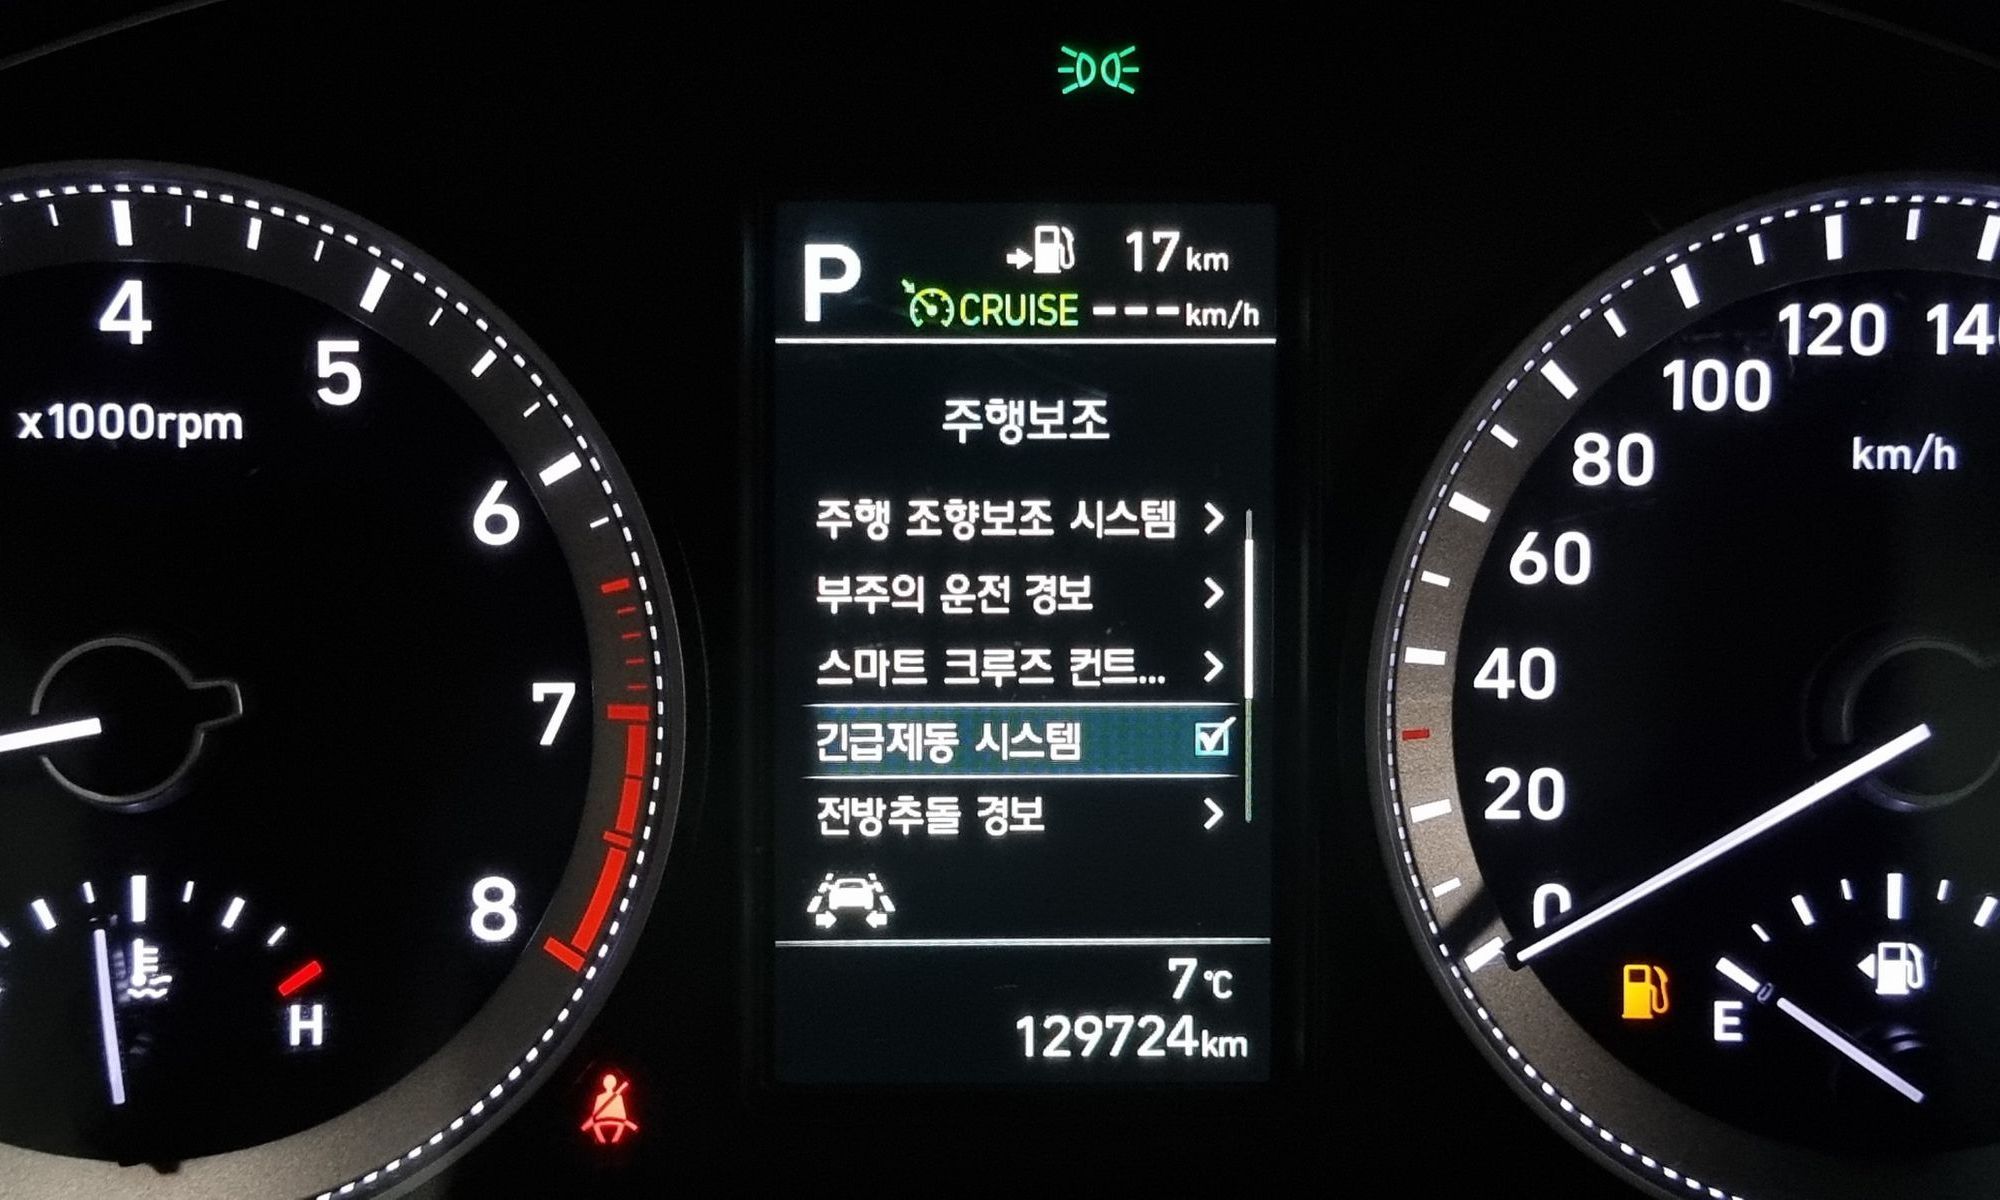 4
5
x1000rpm
6
7
8
H
P
17 km
CRUISE ---km/h
주행보조
주행 조향보조 시스템
부주의 운전 경보
스마트 크루즈 컨트...
긴급제동 시스템
전방추돌 경보
7 ℃
129724km
120
100
80
km/h
60
40
20
0
E